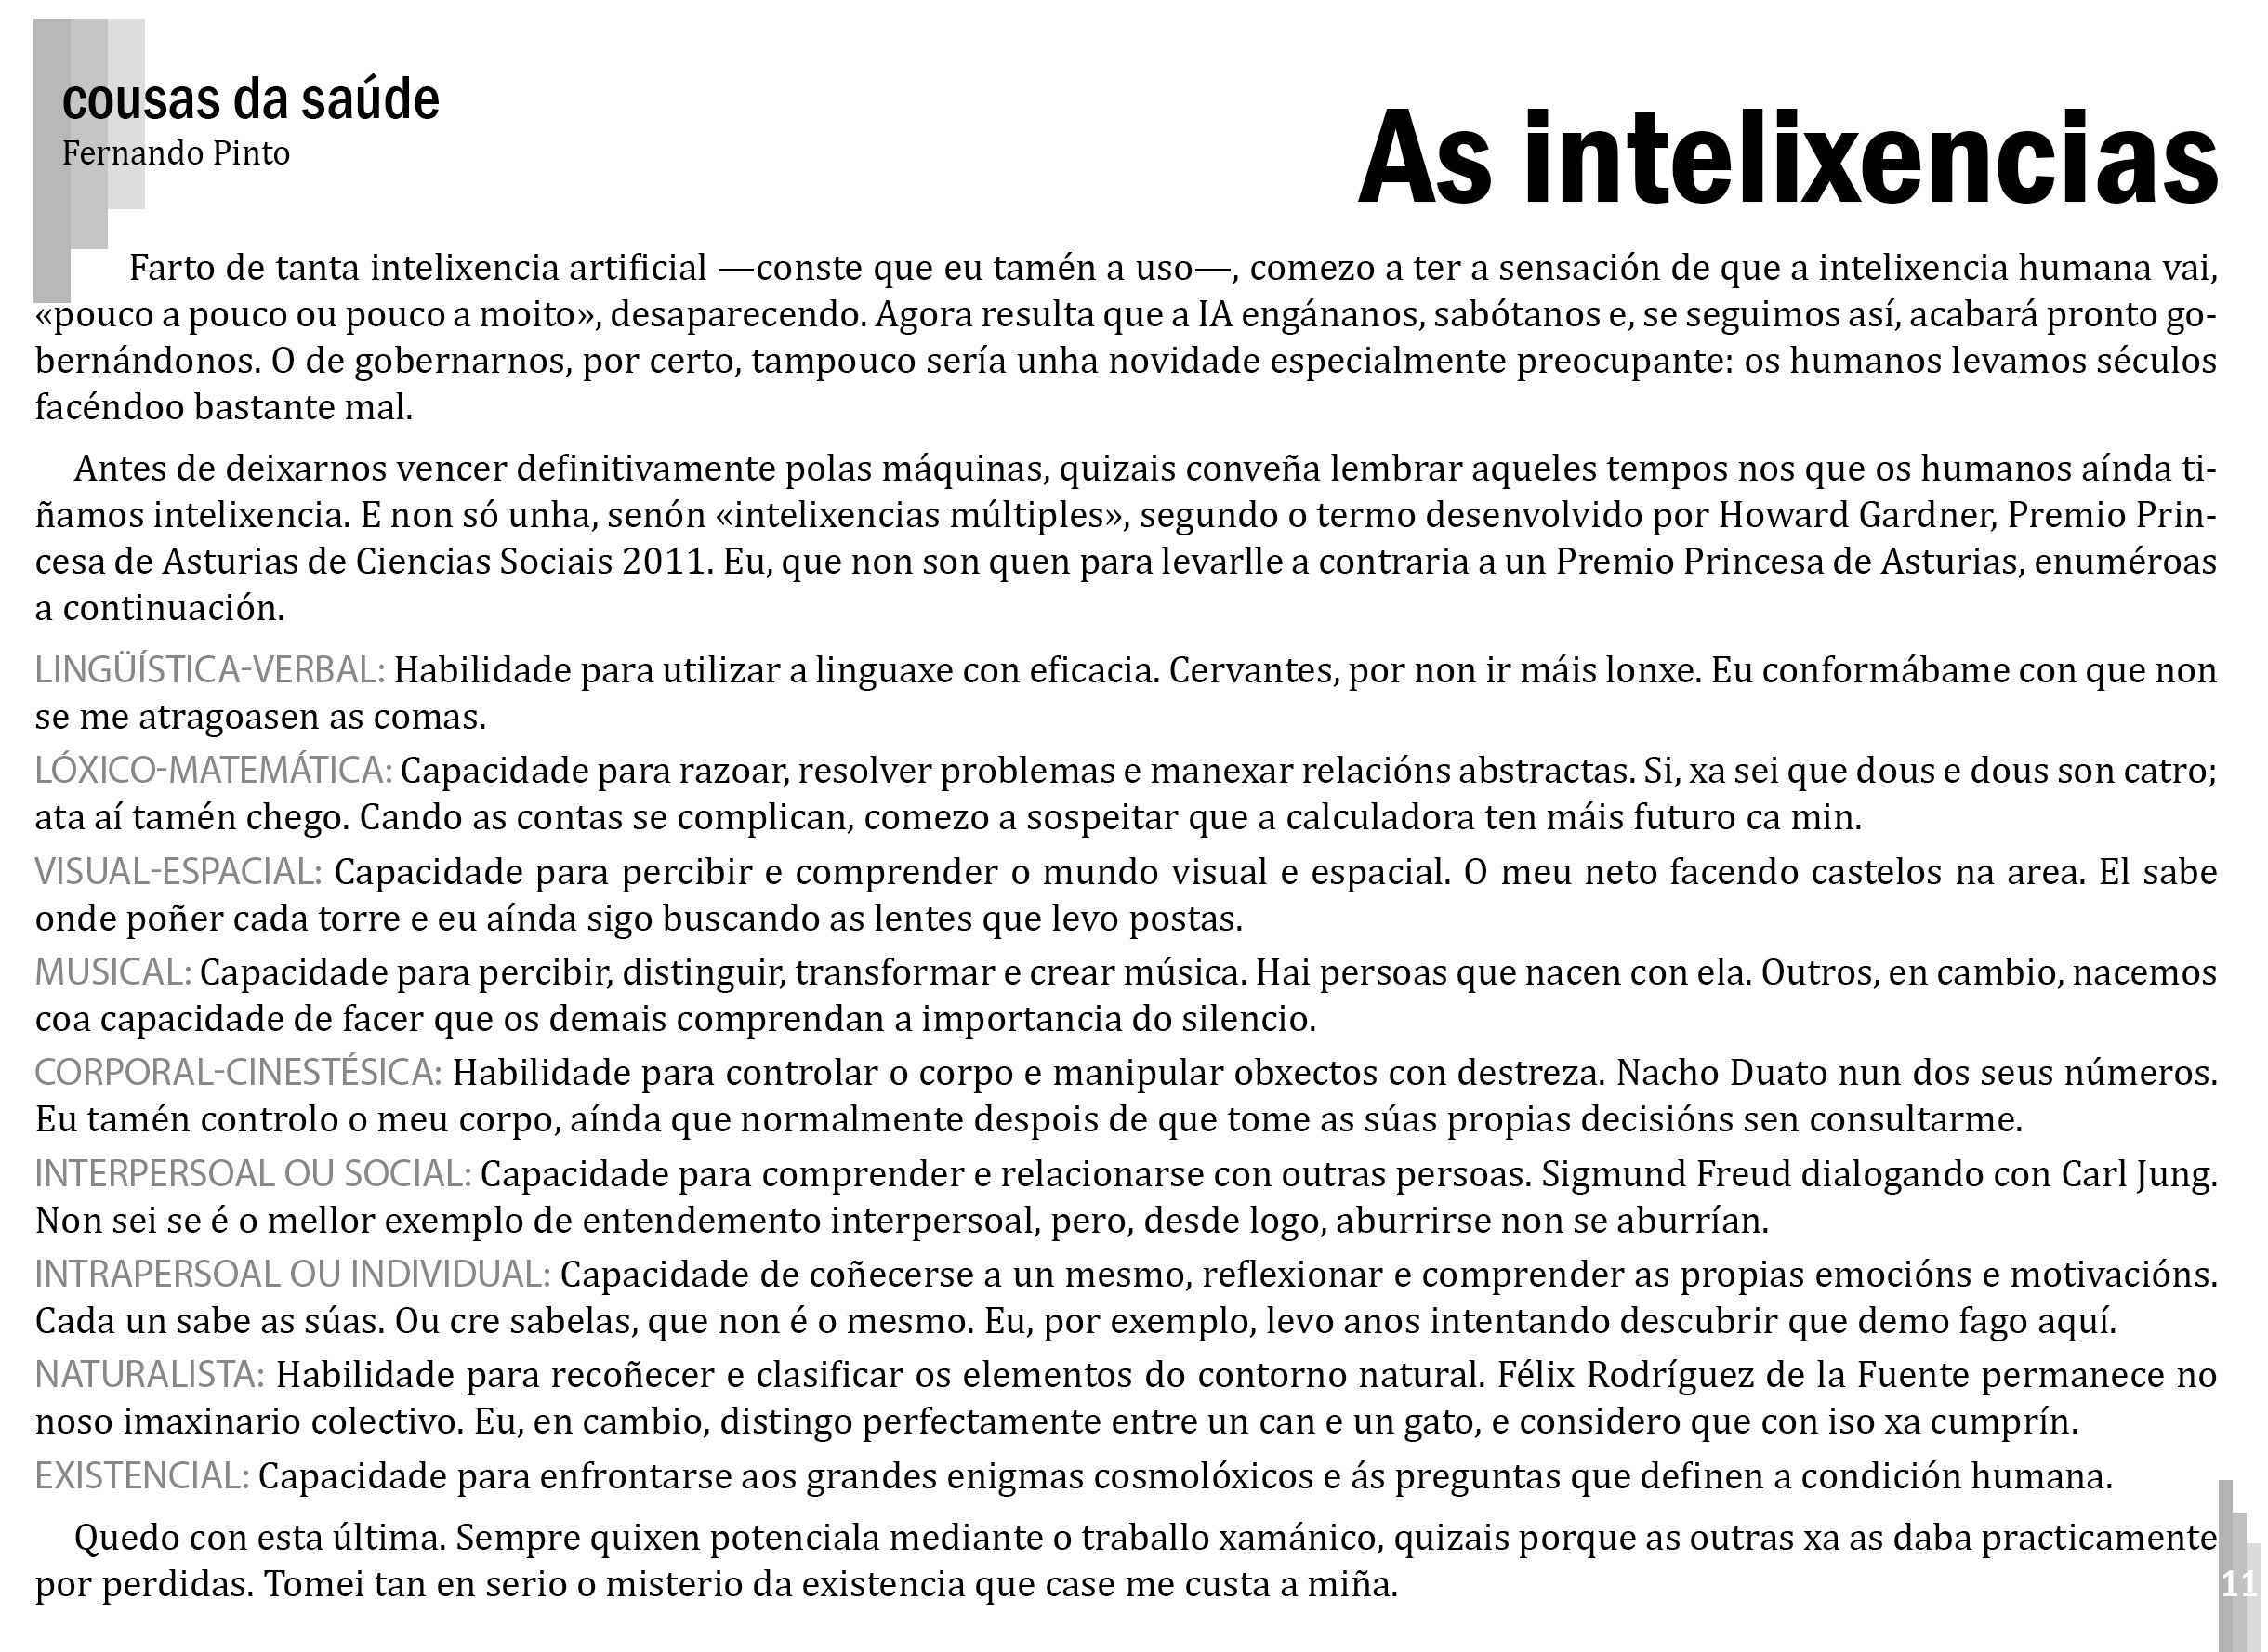 cousas da saúde
Fernando Pinto
As intelixencias
Farto de tanta intelixencia artificial —conste que eu tamén a uso—, comezo a ter a sensación de que a intelixencia humana vai,
«pouco a pouco ou pouco a moito», desaparecendo. Agora resulta que a IA engánanos, sabótanos e, se seguimos así, acabará pronto go-
bernándonos. O de gobernarnos, por certo, tampouco sería unha novidade especialmente preocupante: os humanos levamos séculos
facéndoo bastante mal.
Antes de deixarnos vencer definitivamente polas máquinas, quizais conveña lembrar aqueles tempos nos que os humanos aínda ti-
ñamos intelixencia. E non só unha, senón «intelixencias múltiples», segundo o termo desenvolvido por Howard Gardner, Premio Prin-
cesa de Asturias de Ciencias Sociais 2011. Eu, que non son quen para levarlle a contraria a un Premio Princesa de Asturias, enuméroas
a continuación.
LINGÜÍSTICA-VERBAL: Habilidade para utilizar a linguaxe con eficacia. Cervantes, por non ir máis lonxe. Eu conformábame con que non
se me atragoasen as comas.
LÓXICO-MATEMÁTICA: Capacidade para razoar, resolver problemas e manexar relacións abstractas. Si, xa sei que dous e dous son catro;
ata aí tamén chego. Cando as contas se complican, comezo a sospeitar que a calculadora ten máis futuro ca min.
VISUAL-ESPACIAL: Capacidade para percibir e comprender o mundo visual e espacial. O meu neto facendo castelos na area. El sabe
onde poñer cada torre e eu aínda sigo buscando as lentes que levo postas.
MUSICAL: Capacidade para percibir, distinguir, transformar e crear música. Hai persoas que nacen con ela. Outros, en cambio, nacemos
coa capacidade de facer que os demais comprendan a importancia do silencio.
CORPORAL-CINESTÉSICA: Habilidade para controlar o corpo e manipular obxectos con destreza. Nacho Duato nun dos seus números.
Eu tamén controlo o meu corpo, aínda que normalmente despois de que tome as súas propias decisións sen consultarme.
INTERPERSOAL OU SOCIAL: Capacidade para comprender e relacionarse con outras persoas. Sigmund Freud dialogando con Carl Jung.
Non sei se é o mellor exemplo de entendemento interpersoal, pero, desde logo, aburrirse non se aburrían.
INTRAPERSOAL OU INDIVIDUAL: Capacidade de coñecerse a un mesmo, reflexionar e comprender as propias emocións e motivacións.
Cada un sabe as súas. Ou cre sabelas, que non é o mesmo. Eu, por exemplo, levo anos intentando descubrir que demo fago aquí.
NATURALISTA: Habilidade para recoñecer e clasificar os elementos do contorno natural. Félix Rodríguez de la Fuente permanece no
noso imaxinario colectivo. Eu, en cambio, distingo perfectamente entre un can e un gato, e considero que con iso xa cumprín.
EXISTENCIAL: Capacidade para enfrontarse aos grandes enigmas cosmolóxicos e ás preguntas que definen a condición humana.
Quedo con esta última. Sempre quixen potenciala mediante o traballo xamánico, quizais porque as outras xa as daba practicamente
por perdidas. Tomei tan en serio o misterio da existencia que case me custa a miña.
11